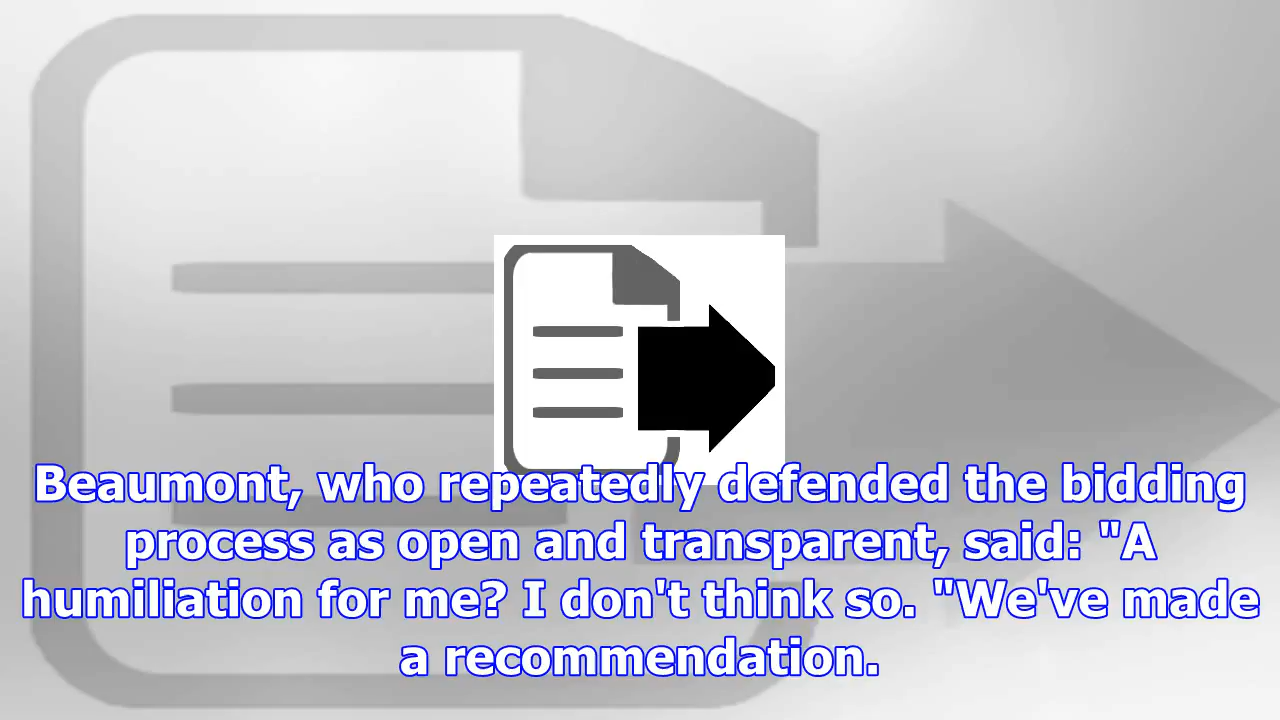 Beaumont, who repeatedly defended the bidding
process as open and transparent, said: "A
humiliation for me? I don't think so. "We've made
a recommendation.